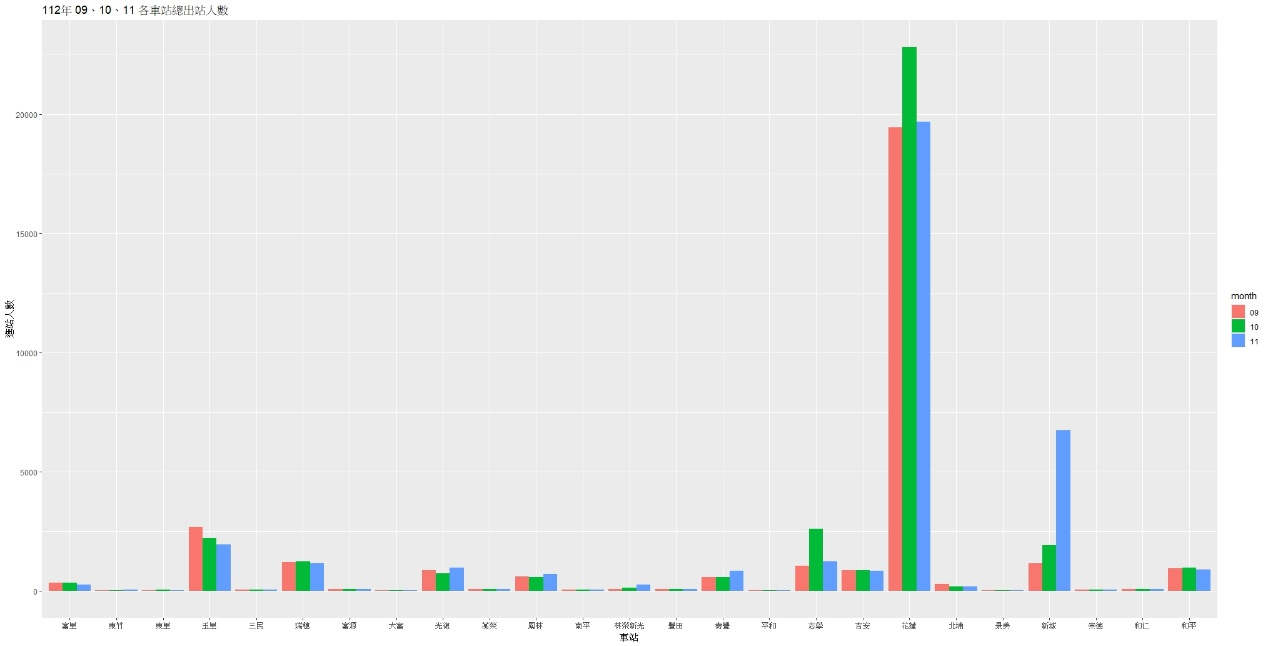 112年 09、10、11 各車站總出站人數
進站人數
20000
15000
10000
5000
0
富里 東竹 東里 玉里 三民 瑞穗 富源 大富 光復 萬榮 鳳林 南平 林榮新光 豐田 壽豐 平和 志學 吉安 花蓮 北埔 景美 新城 崇德 和仁 和平
車站
month
09
10
11